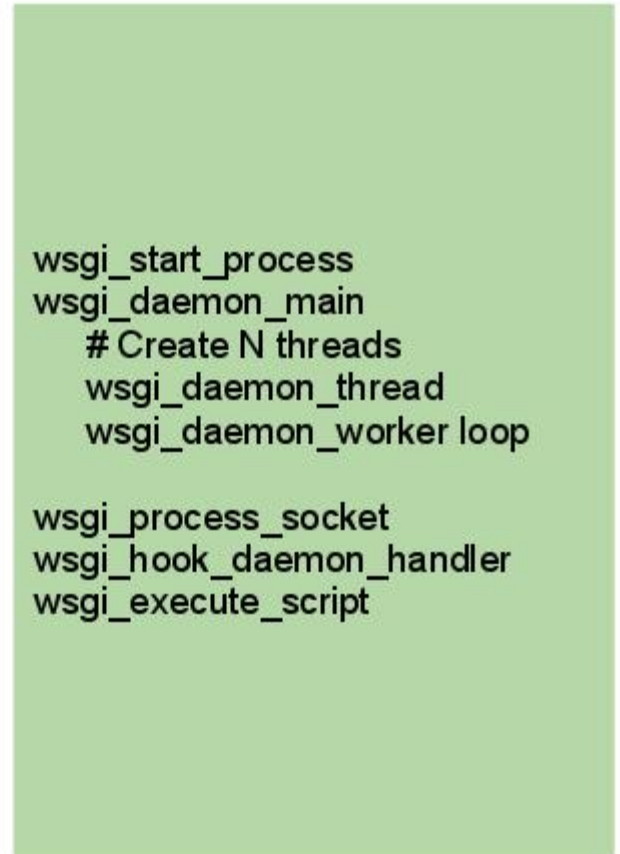 wsgi_start_process
wsgi_daemon_main
# Create N threads
wsgi_daemon_thread
wsgi_daemon_worker loop
wsgi_process_socket
wsgi_hook_daemon_handler
wsgi_execute_script